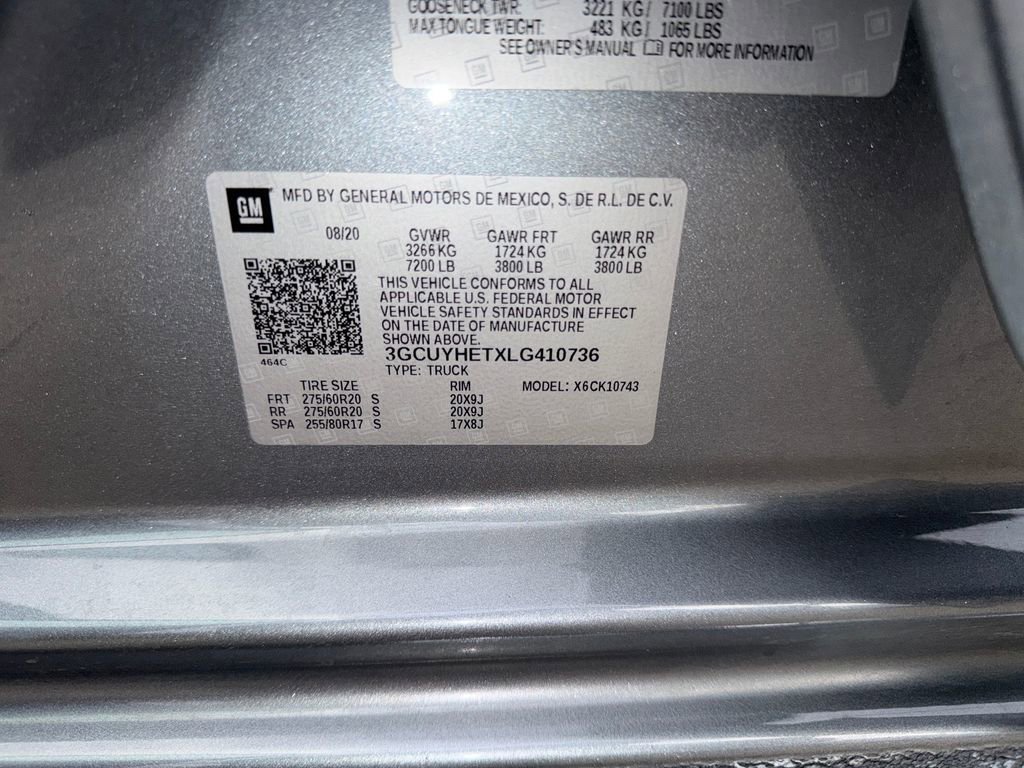 GOOSENECK TWR: 3221 KG/ 7100 LBS
MAX TONGUE WEIGHT: 483 KG/ 1065 LBS
SEE OWNER'S MANUAL FOR MORE INFORMATION
GM MFD BY GENERAL MOTORS DE MEXICO, S. DE R.L. DE C.V.
08/20 GVWR GAWR FRT GAWR RR
3266 KG 1724 KG 1724 KG
7200 LB 3800 LB 3800 LB
THIS VEHICLE CONFORMS TO ALL
APPLICABLE U.S. FEDERAL MOTOR
VEHICLE SAFETY STANDARDS IN EFFECT
ON THE DATE OF MANUFACTURE
SHOWN ABOVE.
3GCUYHETXLG410736
464C
TYPE: TRUCK
TIRE SIZE RIM MODEL: X6CK10743
FRT 275/60R20 S 20X9J
RR 275/60R20 S 20X9J
SPA 255/80R17 S 17X8J